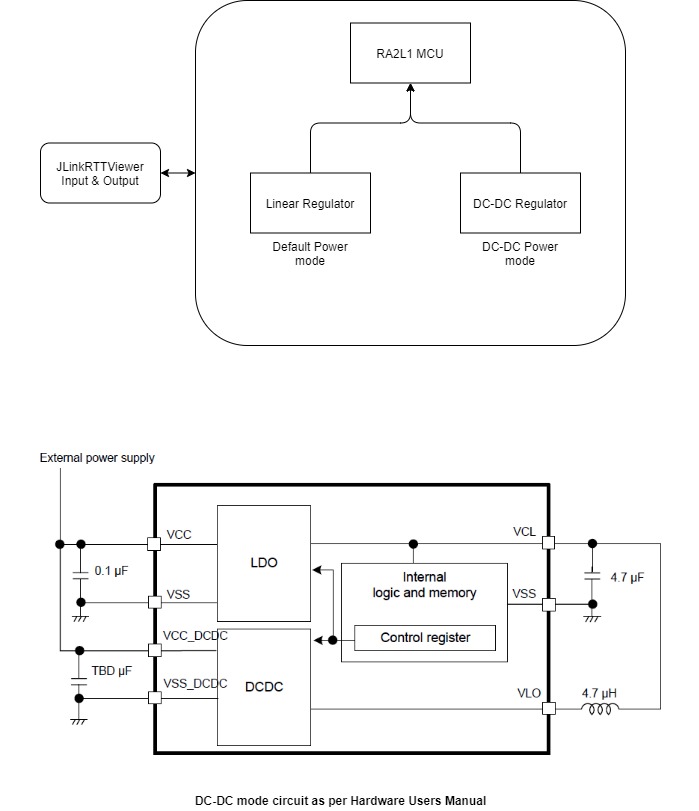 RA2L1 MCU
JLinkRTTViewer
Input & Output
Linear Regulator
DC-DC Regulator
Default Power
mode
DC-DC Power
mode
External power supply
VCC
VCL
LDO
0.1 µF
Internal
logic and memory
4.7 µF
VSS
VSS
VCC_DCDC
Control register
TBD µF
VSS_DCDC
DCDC
VLO
4.7 µH
DC-DC mode circuit as per Hardware Users Manual